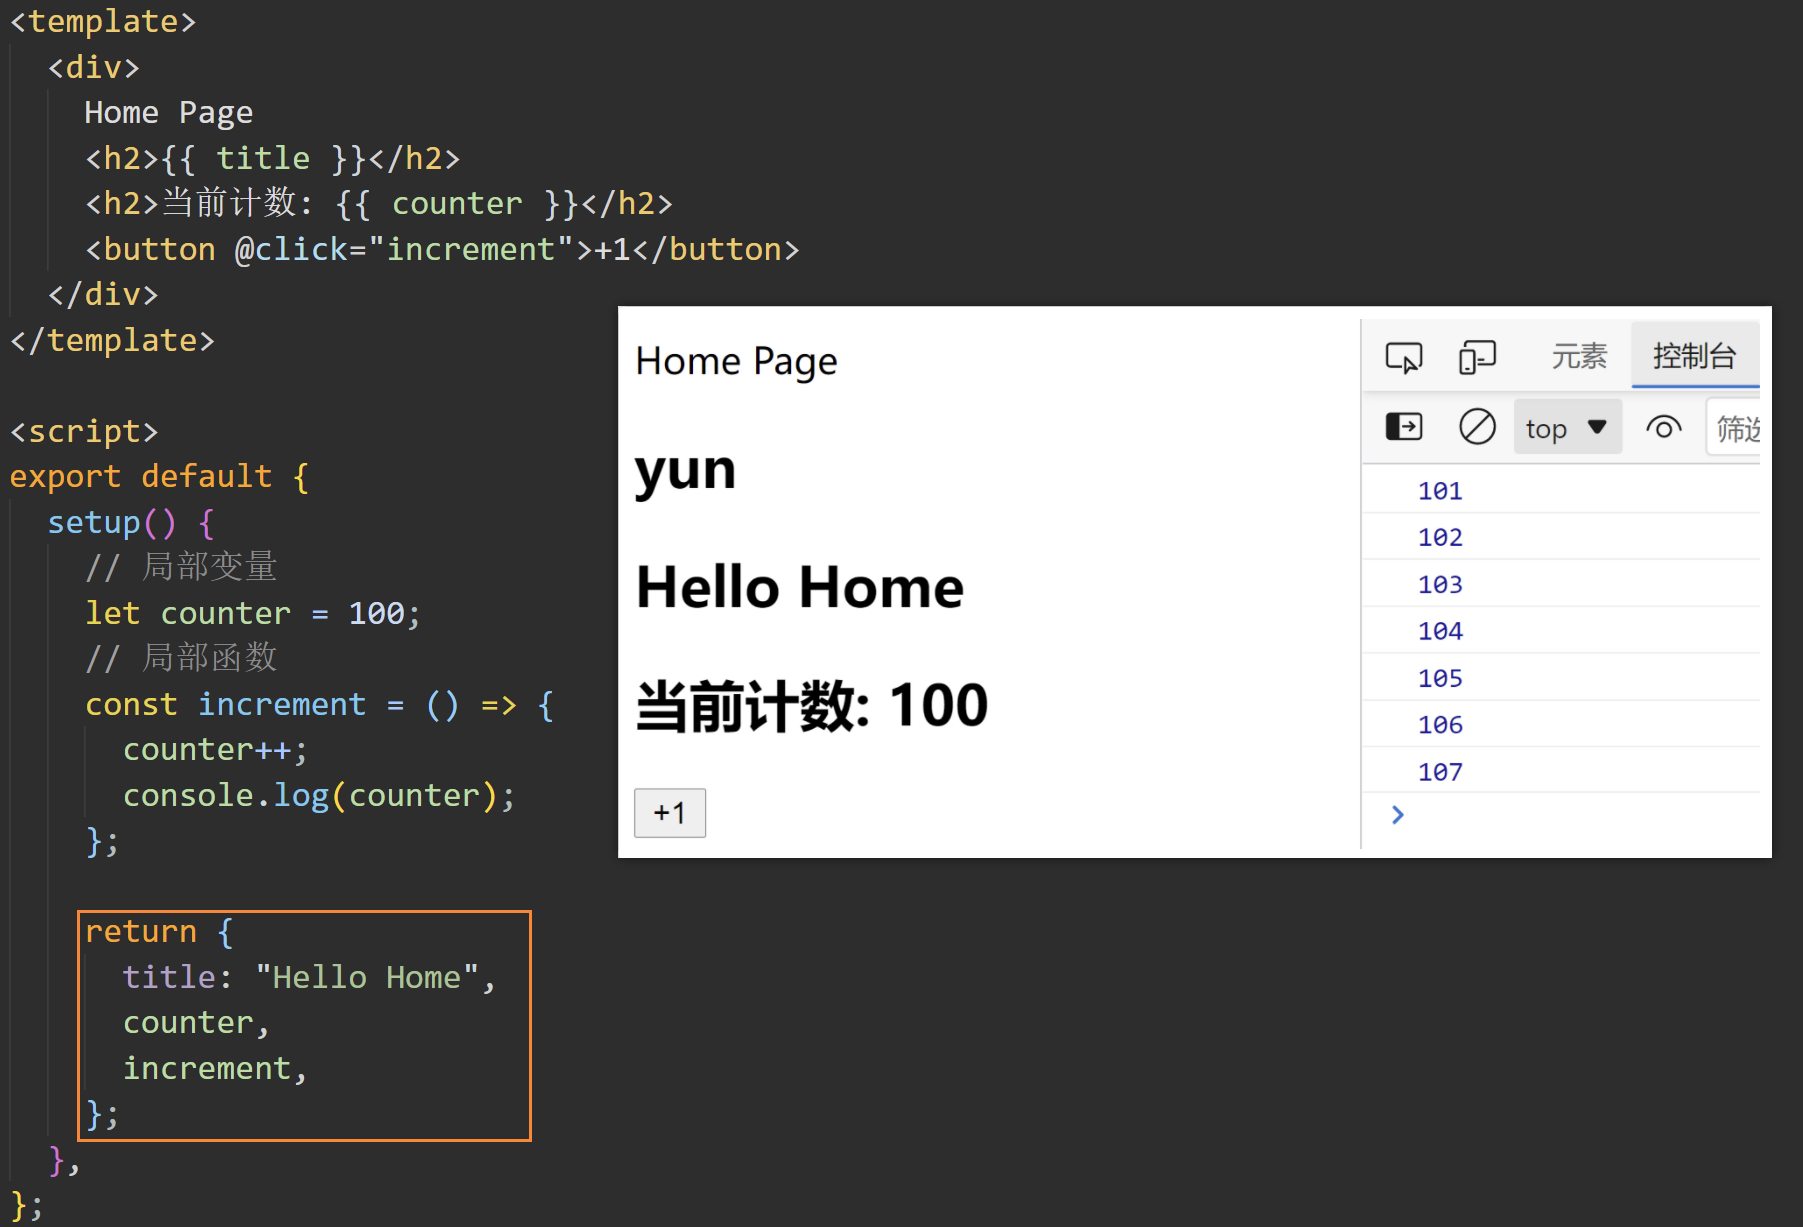 <template>
  <div>
    Home Page
    <h2>{{ title }}</h2>
    <h2>当前计数: {{ counter }}</h2>
    <button @click="increment">+1</button>
  </div>
</template>

<script>
export default {
  setup() {
    // 局部变量
    let counter = 100;
    // 局部函数
    const increment = () => {
      counter++;
      console.log(counter);
    };

    return {
      title: "Hello Home",
      counter,
      increment,
    };
  },
};
Home Page
yun
Hello Home
当前计数: 100
+1
元素 控制台
top
101
102
103
104
105
106
107